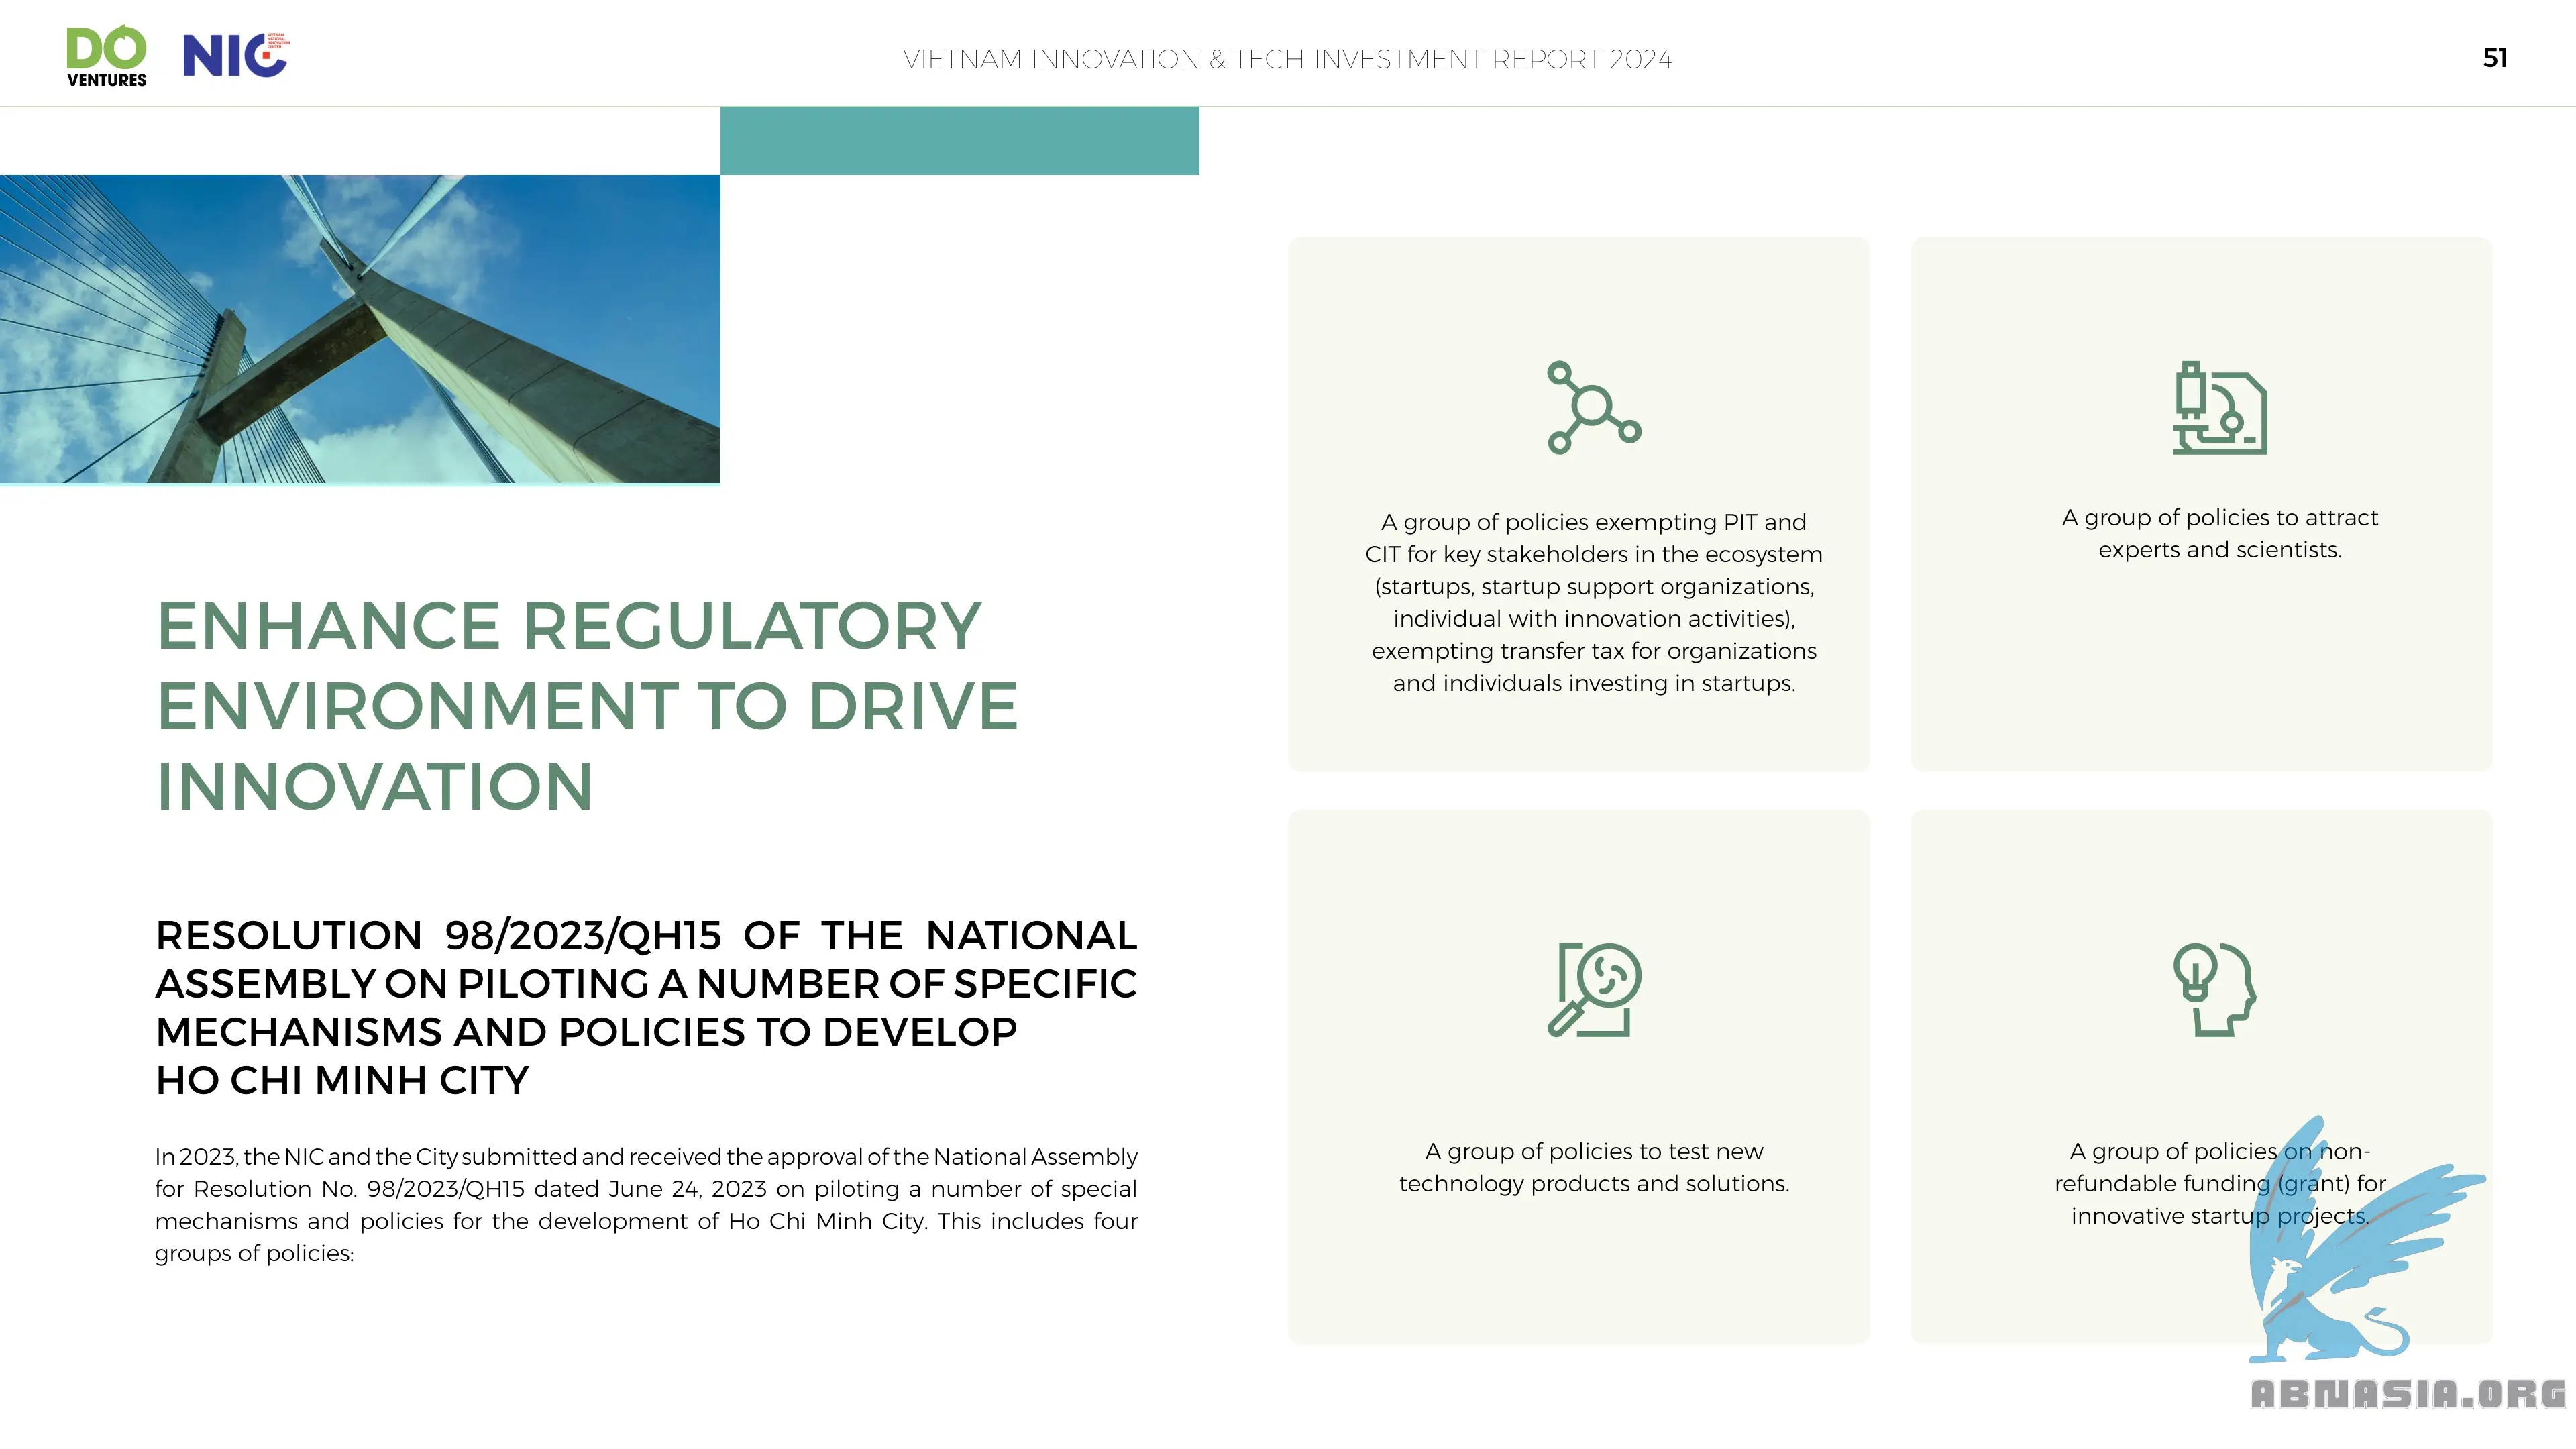 DO
VENTURES
NIC
VIETNAM
NATIONAL
INNOVATION
CENTER
VIETNAM INNOVATION & TECH INVESTMENT REPORT 2024
51
ENHANCE REGULATORY
ENVIRONMENT TO DRIVE
INNOVATION
RESOLUTION 98/2023/QH15 OF THE NATIONAL
ASSEMBLY ON PILOTING A NUMBER OF SPECIFIC
MECHANISMS AND POLICIES TO DEVELOP
HO CHI MINH CITY
In 2023, the NIC and the City submitted and received the approval of the National Assembly
for Resolution No. 98/2023/QH15 dated June 24, 2023 on piloting a number of special
mechanisms and policies for the development of Ho Chi Minh City. This includes four
groups of policies:
A group of policies exempting PIT and
CIT for key stakeholders in the ecosystem
(startups, startup support organizations,
individual with innovation activities),
exempting transfer tax for organizations
and individuals investing in startups.
A group of policies to attract
experts and scientists.
A group of policies to test new
technology products and solutions.
A group of policies on non-
refundable funding (grant) for
innovative startup projects.
ABNASIA.ORG